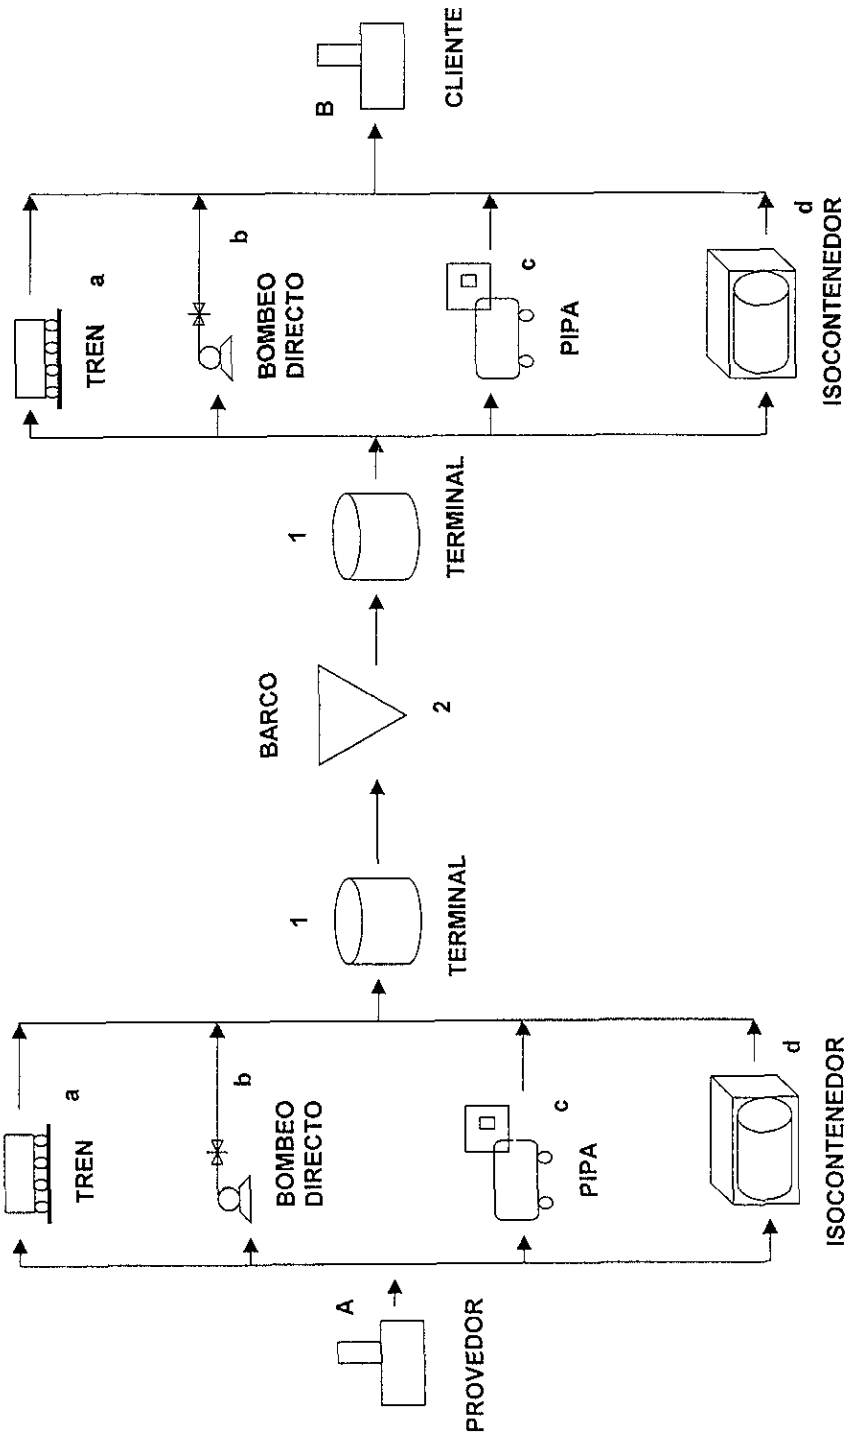 PROVEDOR
A
TREN
a
BOMBEO
DIRECTO
b
PIPA
c
ISOCONTENEDOR
d
TERMINAL
1
BARCO
2
TERMINAL
1
TREN
a
BOMBEO
DIRECTO
b
PIPA
c
ISOCONTENEDOR
d
CLIENTE
B